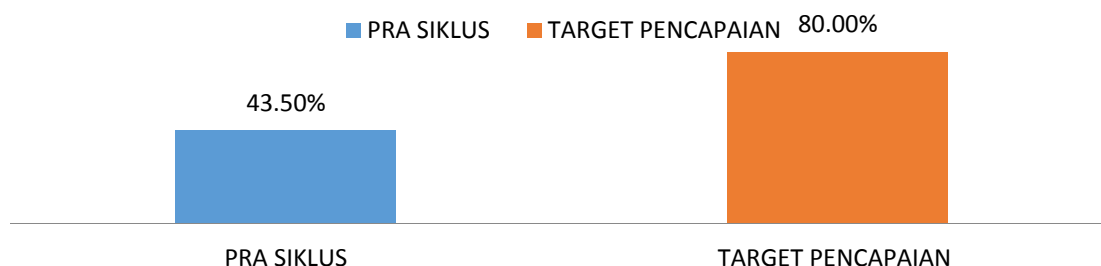 PRA SIKLUS TARGET PENCAPAIAN
80.00%
43.50%
PRA SIKLUS TARGET PENCAPAIAN